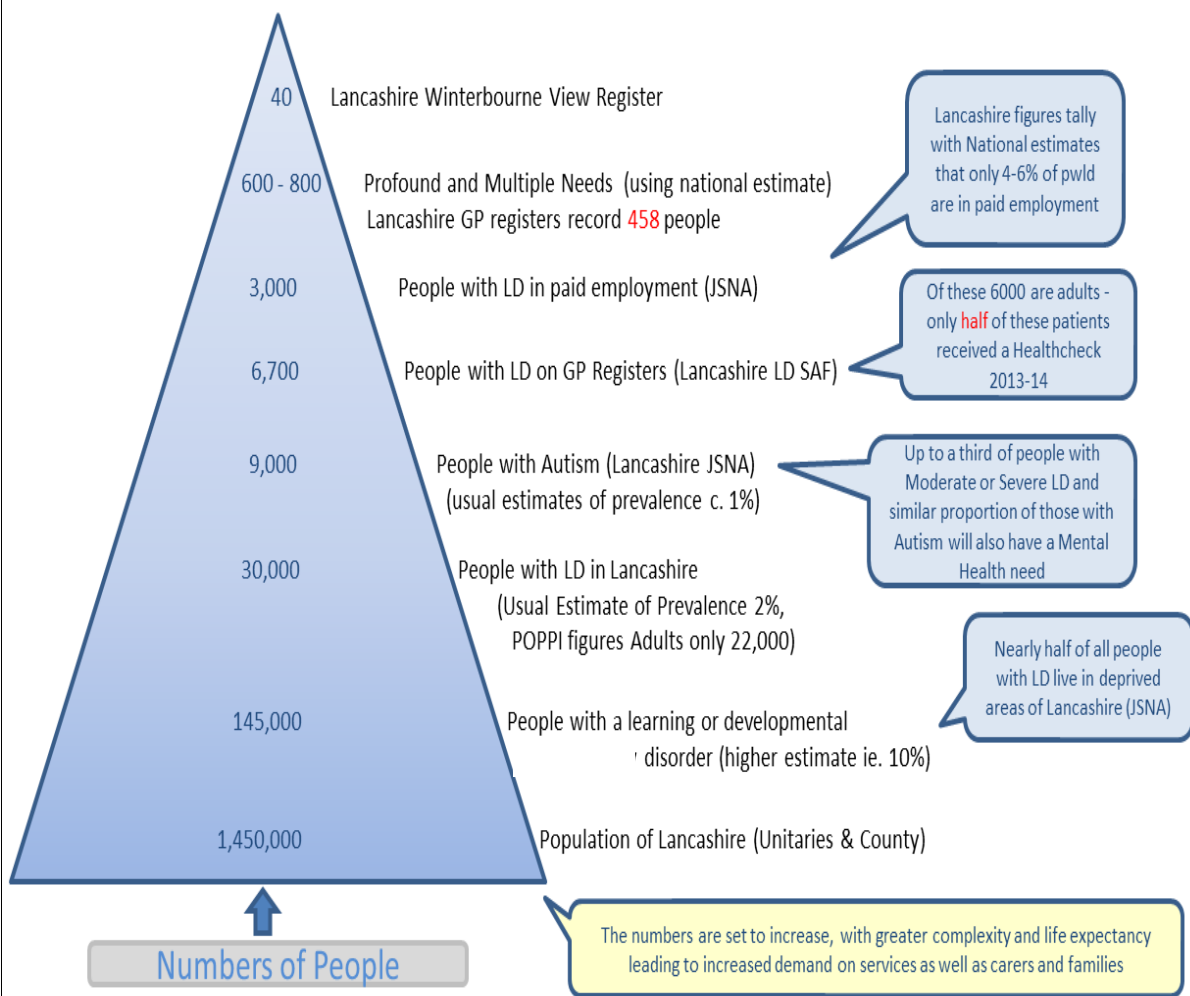 40 Lancashire Winterbourne View Register
600 - 800 Profound and Multiple Needs (using national estimate)
Lancashire GP registers record 458 people
3,000 People with LD in paid employment (JSNA)
6,700 People with LD on GP Registers (Lancashire LD SAF)
9,000 People with Autism (Lancashire JSNA)
(usual estimates of prevalence c. 1%)
30,000 People with LD in Lancashire
(Usual Estimate of Prevalence 2%,
POPPI figures Adults only 22,000)
145,000 People with a learning or developmental
disorder (higher estimate ie. 10%)
1,450,000 Population of Lancashire (Unitaries & County)
Numbers of People
Lancashire figures tally
with National estimates
that only 4-6% of pwld
are in paid employment
Of these 6000 are adults -
only half of these patients
received a Healthcheck
2013-14
Up to a third of people with
Moderate or Severe LD and
similar proportion of those with
Autism will also have a Mental
Health need
Nearly half of all people
with LD live in deprived
areas of Lancashire (JSNA)
The numbers are set to increase, with greater complexity and life expectancy
leading to increased demand on services as well as carers and families